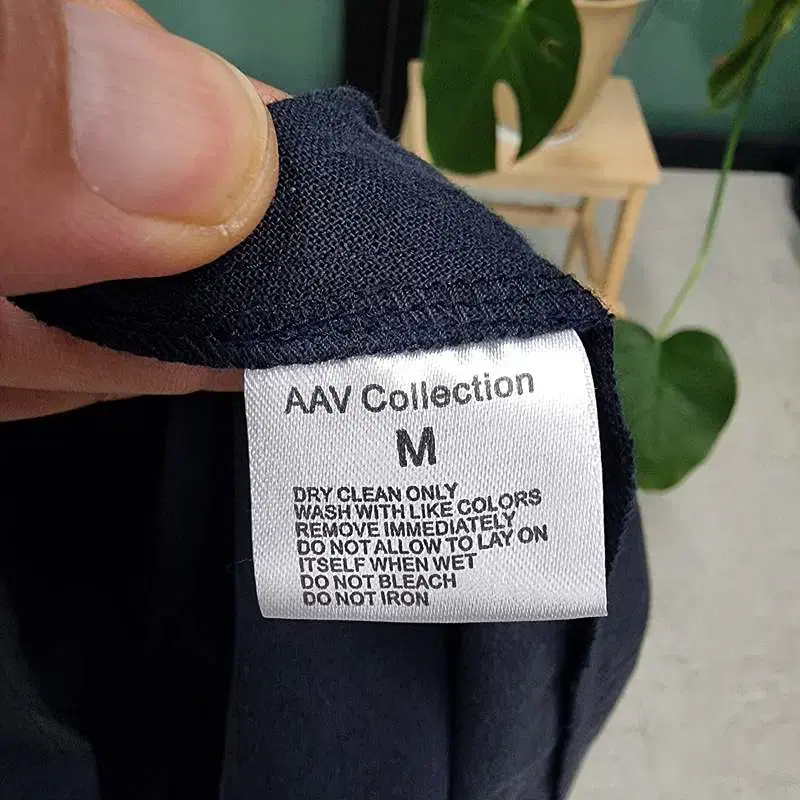 AAV Collection
M
DRY CLEAN ONLY
WASH WITH LIKE COLORS
REMOVE IMMEDIATELY
DO NOT ALLOW TO LAY ON
ITSELF WHEN WET
DO NOT BLEACH
DO NOT IRON